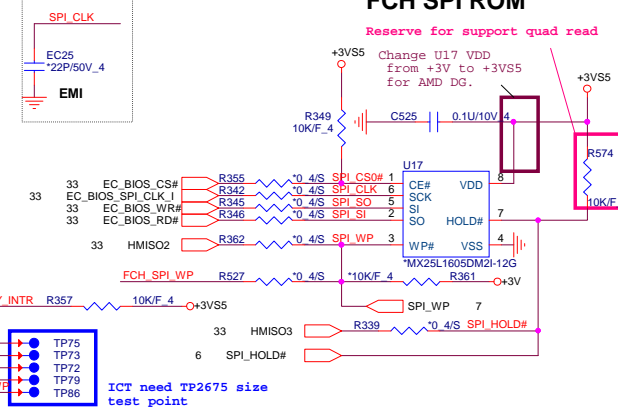 FCH SPI ROM
SPI_CLK
EC25
*22P/50V_4
EMI
Reserve for support quad read
+3VS5
Change U17 VDD
from +3V to +3VS5
for AMD DG.
+3VS5
R349
10K/F_4
C525
0.1U/10V_4
R574
10K/F
U17
33 EC_BIOS_CS# R355 *0_4/S SPI_CS0# 1 CE# VDD 8
33 EC_BIOS_SPI_CLK_I R342 *0_4/S SPI_CLK 6 SCK
33 EC_BIOS_WR# R345 *0_4/S SPI_SO 5 SI
33 EC_BIOS_RD# R346 *0_4/S SPI_SI 2 SO HOLD# 7
33 HMISO2 R362 *0_4/S SPI_WP 3 WP# VSS 4
*MX25L1605DM2I-12G
FCH_SPI_WP R527 *0_4/S *10K/F_4 R361 +3V
_INTR R357 10K/F_4 +3VS5
SPI_WP 7
33 HMISO3 R339 *0_4/S SPI_HOLD#
6 SPI_HOLD#
TP75
TP73
TP72
TP79
TP86
ICT need TP2675 size
test point